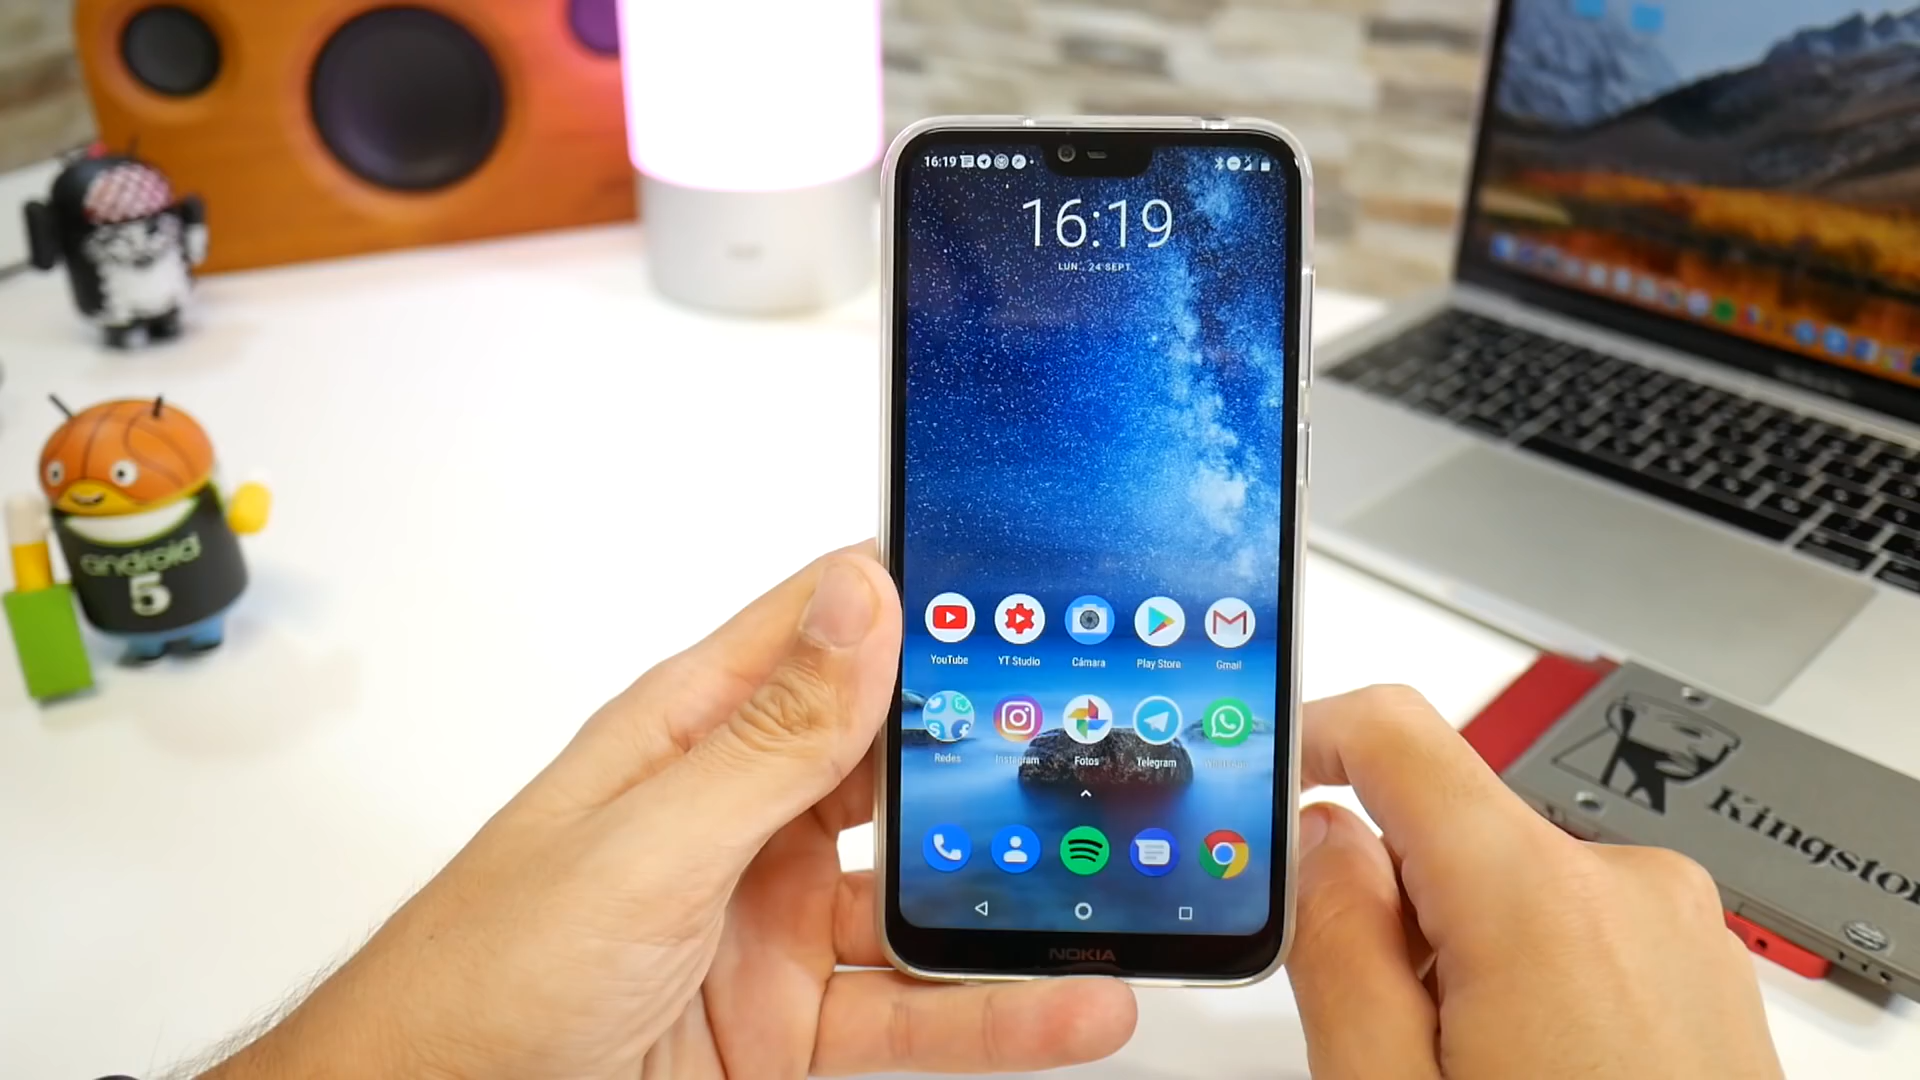 16:19
16:19
LUN., 24 SEPT.
YouTube
YT Studio
Cámara
Play Store
Gmail
Redes
Instagram
Fotos
Telegram
WhatsApp
NOKIA
android
5
Kingston